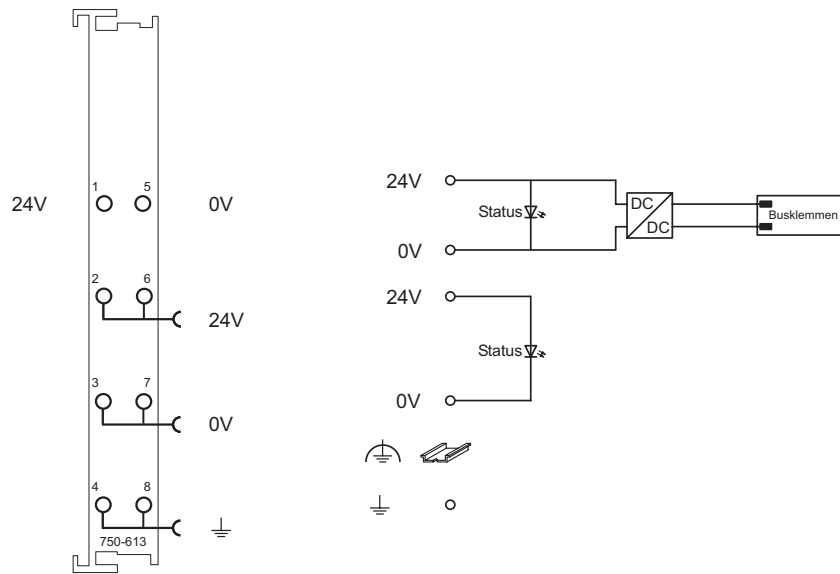 24V
1
5
0V
2
6
24V
3
7
0V
4
8
750-613
24V
Status
0V
DC
DC
Busklemmen
24V
Status
0V